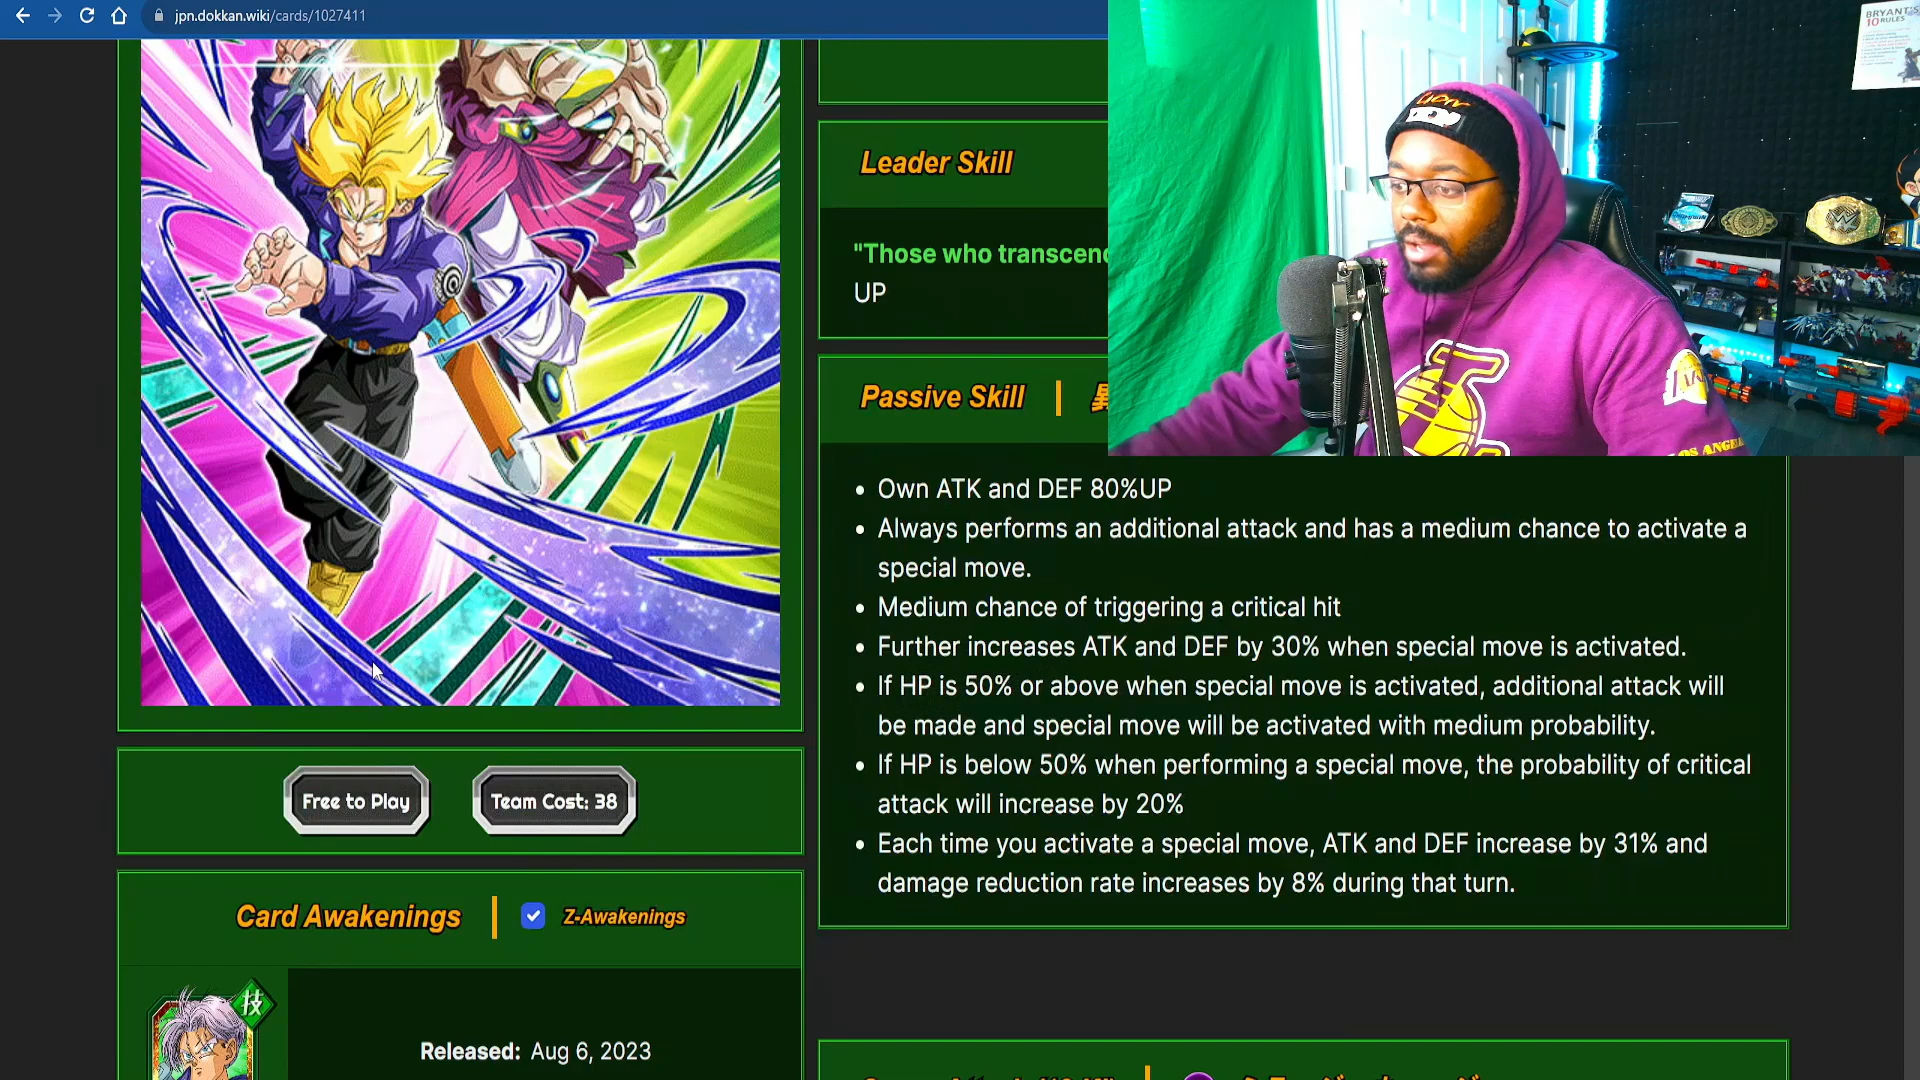 jpn.dokkan.wiki/cards/1027411
BRYANT'S
10 RULES
Leader Skill
"Those who transcend
UP
Passive Skill
Own ATK and DEF 80%UP
Always performs an additional attack and has a medium chance to activate a
special move.
Medium chance of triggering a critical hit
Further increases ATK and DEF by 30% when special move is activated.
If HP is 50% or above when special move is activated, additional attack will
be made and special move will be activated with medium probability.
If HP is below 50% when performing a special move, the probability of critical
attack will increase by 20%
Each time you activate a special move, ATK and DEF increase by 31% and
damage reduction rate increases by 8% during that turn.
Free to Play
Team Cost: 38
Card Awakenings
Z-Awakenings
技
Released: Aug 6, 2023